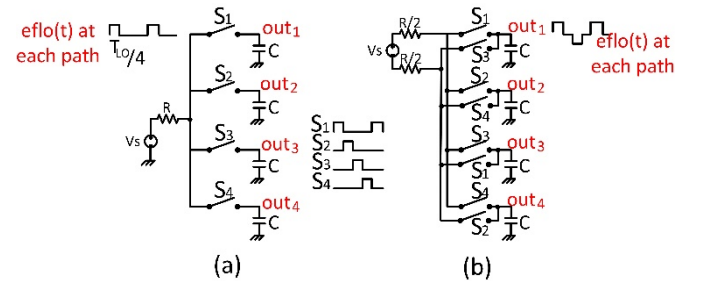 eflo(t) at
each path
T_LO/4
S1
out1
C
S2
out2
C
R
Vs
S3
out3
C
S4
out4
C
(a)
S1
S2
S3
S4
R/2
Vs
R/2
S1
out1
S3
C
eflo(t) at
each path
S2
out2
S4
C
S3
out3
S1
C
S4
out4
S2
C
(b)